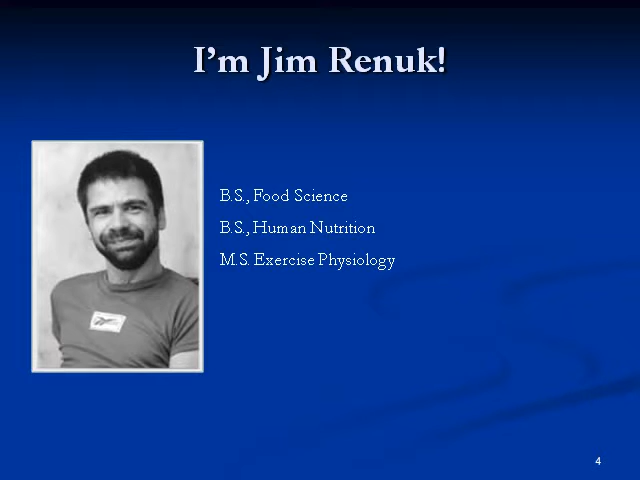 I'm Jim Renuk!
B.S., Food Science
B.S., Human Nutrition
M.S. Exercise Physiology
4